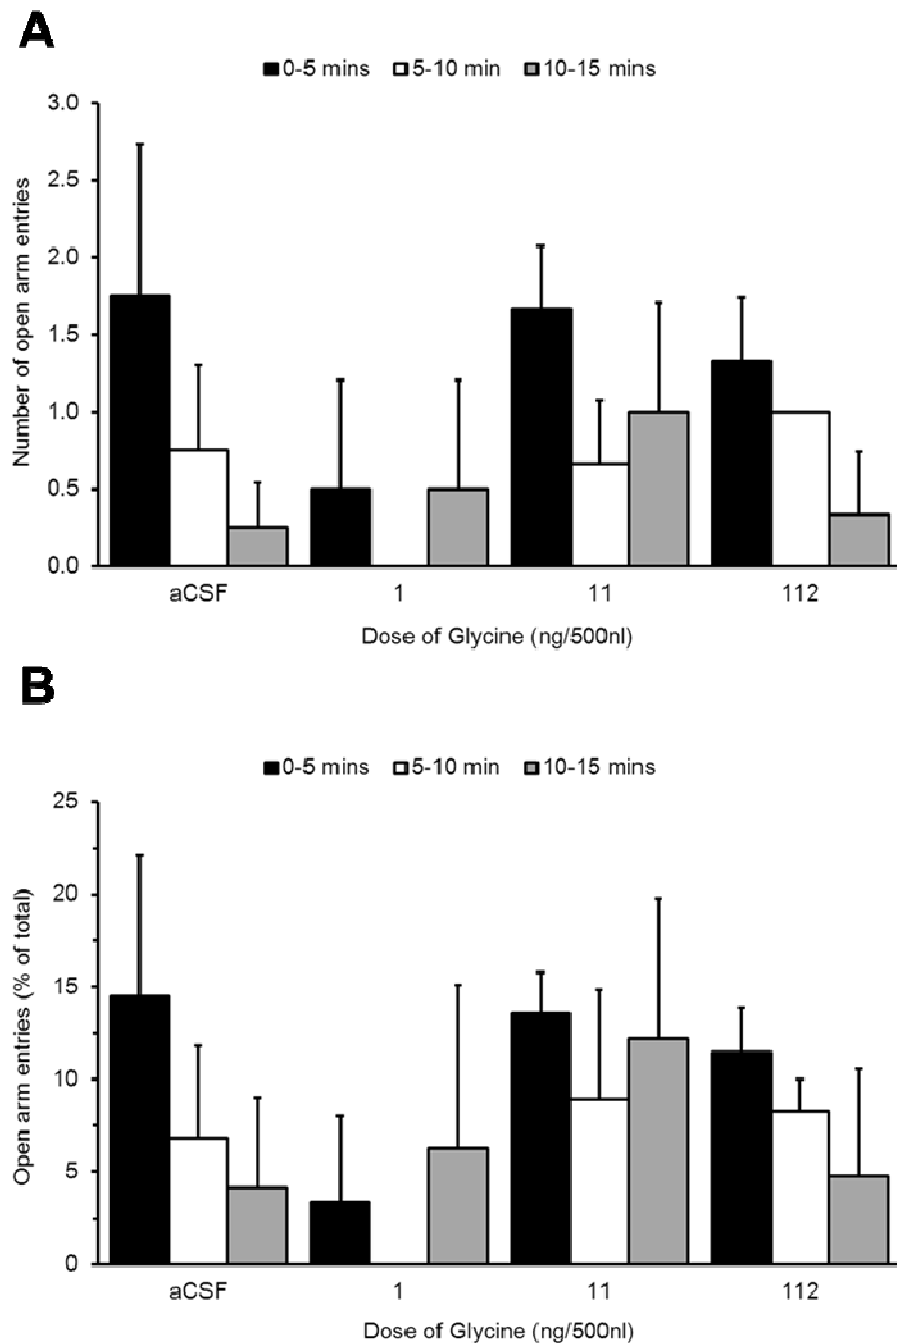 A
0-5 mins 5-10 min 10-15 mins
3.0
2.5
2.0
1.5
1.0
0.5
0.0
Number of open arm entries
aCSF 1 11 112
Dose of Glycine (ng/500nl)
B
0-5 mins 5-10 min 10-15 mins
25
20
15
10
5
0
Open arm entries (% of total)
aCSF 1 11 112
Dose of Glycine (ng/500nl)